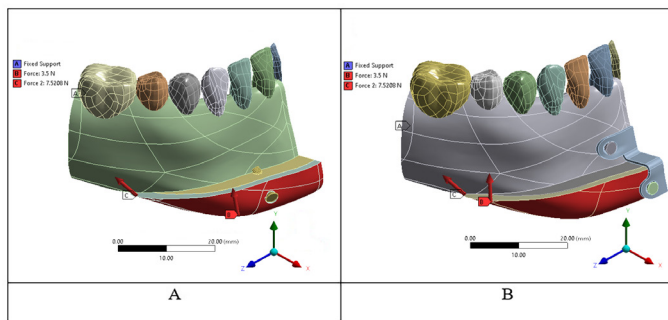 A Fixed Support
B Force: 3.5 N
C Force 2: 7.5208 N
A
C
B
0.00 20.00 (mm)
10.00
Y
Z X
A
A Fixed Support
B Force: 3.5 N
C Force 2: 7.5208 N
A
C
B
0.00 20.00 (mm)
10.00
Y
Z X
B